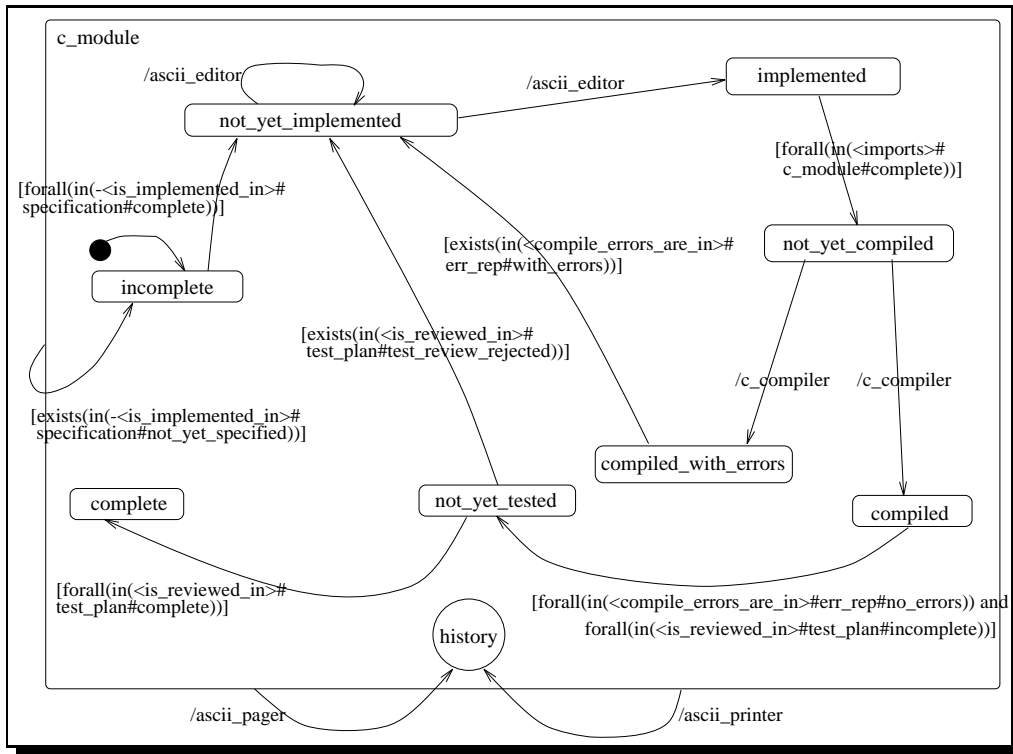 c_module
/ascii_editor
/ascii_editor
implemented
not_yet_implemented
[forall(in(<imports>#
c_module#complete))]
[forall(in(-<is_implemented_in>#
specification#complete))]
[exists(in(<compile_errors_are_in>#
err_rep#with_errors))]
not_yet_compiled
incomplete
[exists(in(<is_reviewed_in>#
test_plan#test_review_rejected))]
/c_compiler
/c_compiler
[exists(in(-<is_implemented_in>#
specification#not_yet_specified))]
compiled_with_errors
complete
not_yet_tested
compiled
[forall(in(<is_reviewed_in>#
test_plan#complete))]
[forall(in(<compile_errors_are_in>#err_rep#no_errors)) and
forall(in(<is_reviewed_in>#test_plan#incomplete))]
history
/ascii_pager
/ascii_printer